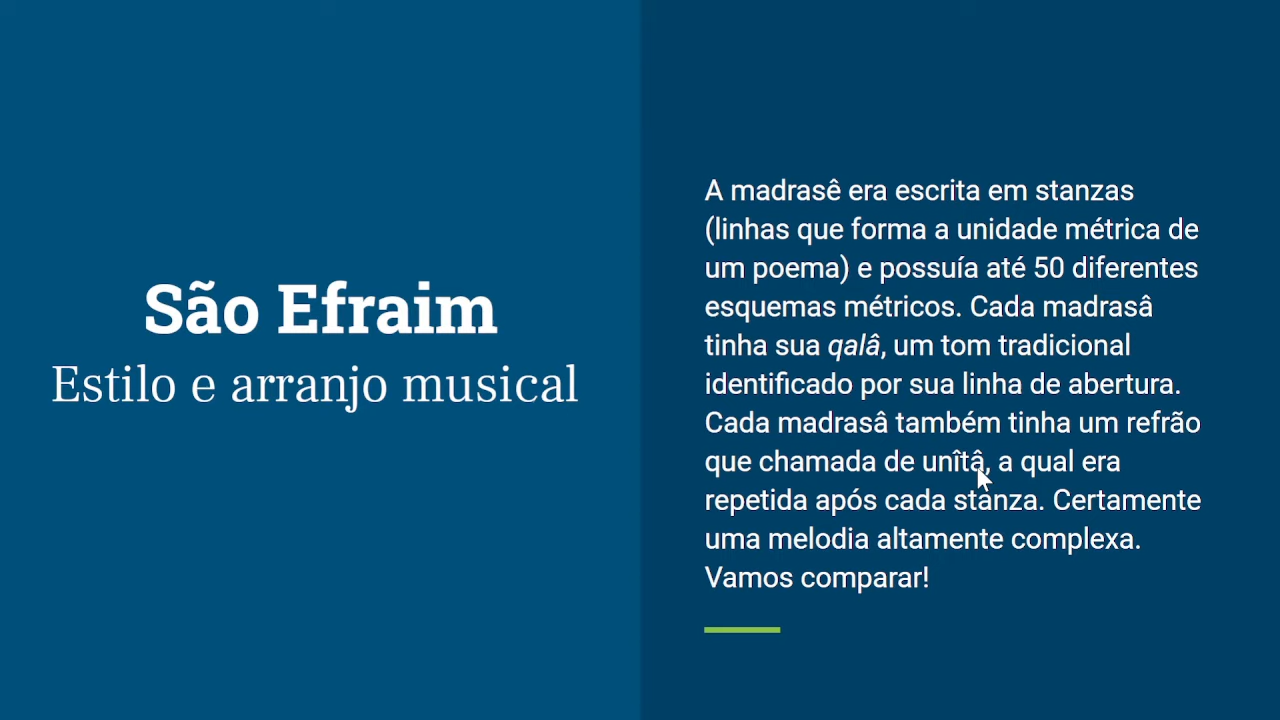 São Efraim
Estilo e arranjo musical
A madrasê era escrita em stanzas
(linhas que forma a unidade métrica de
um poema) e possuía até 50 diferentes
esquemas métricos. Cada madrasâ
tinha sua qalâ, um tom tradicional
identificado por sua linha de abertura.
Cada madrasâ também tinha um refrão
que chamada de unîtâ, a qual era
repetida após cada stanza. Certamente
uma melodia altamente complexa.
Vamos comparar!